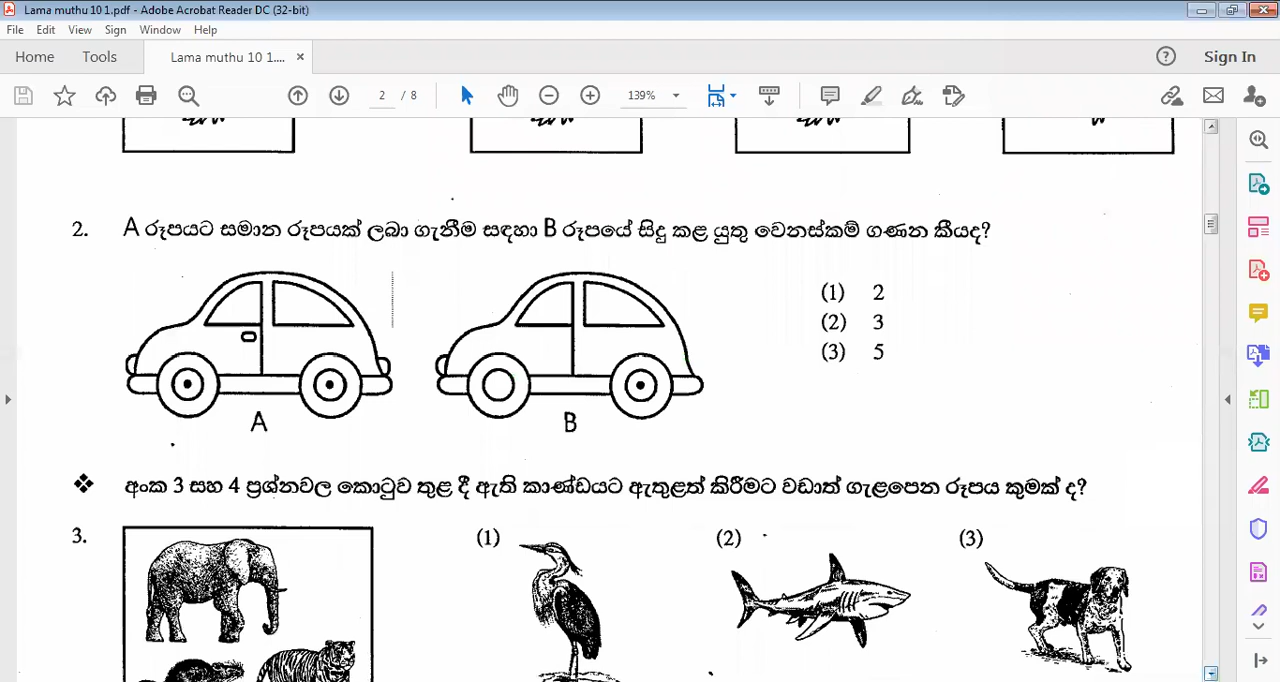 Lama muthu 10 1.pdf - Adobe Acrobat Reader DC (32-bit)
File Edit View Sign Window Help
Home Tools Lama muthu 10 1.... × Sign In
2 / 8 139%
2. A රූපයට සමාන රූපයක් ලබා ගැනීම සඳහා B රූපයේ සිදු කළ යුතු වෙනස්කම් ගණන කීයද?
(1) 2
(2) 3
(3) 5
A B
❖ අංක 3 සහ 4 ප්‍රශ්නවල කොටුව තුළ දී ඇති කාණ්ඩයට ඇතුළත් කිරීමට වඩාත් ගැළපෙන රූපය කුමක් ද?
3. (1) (2) (3)